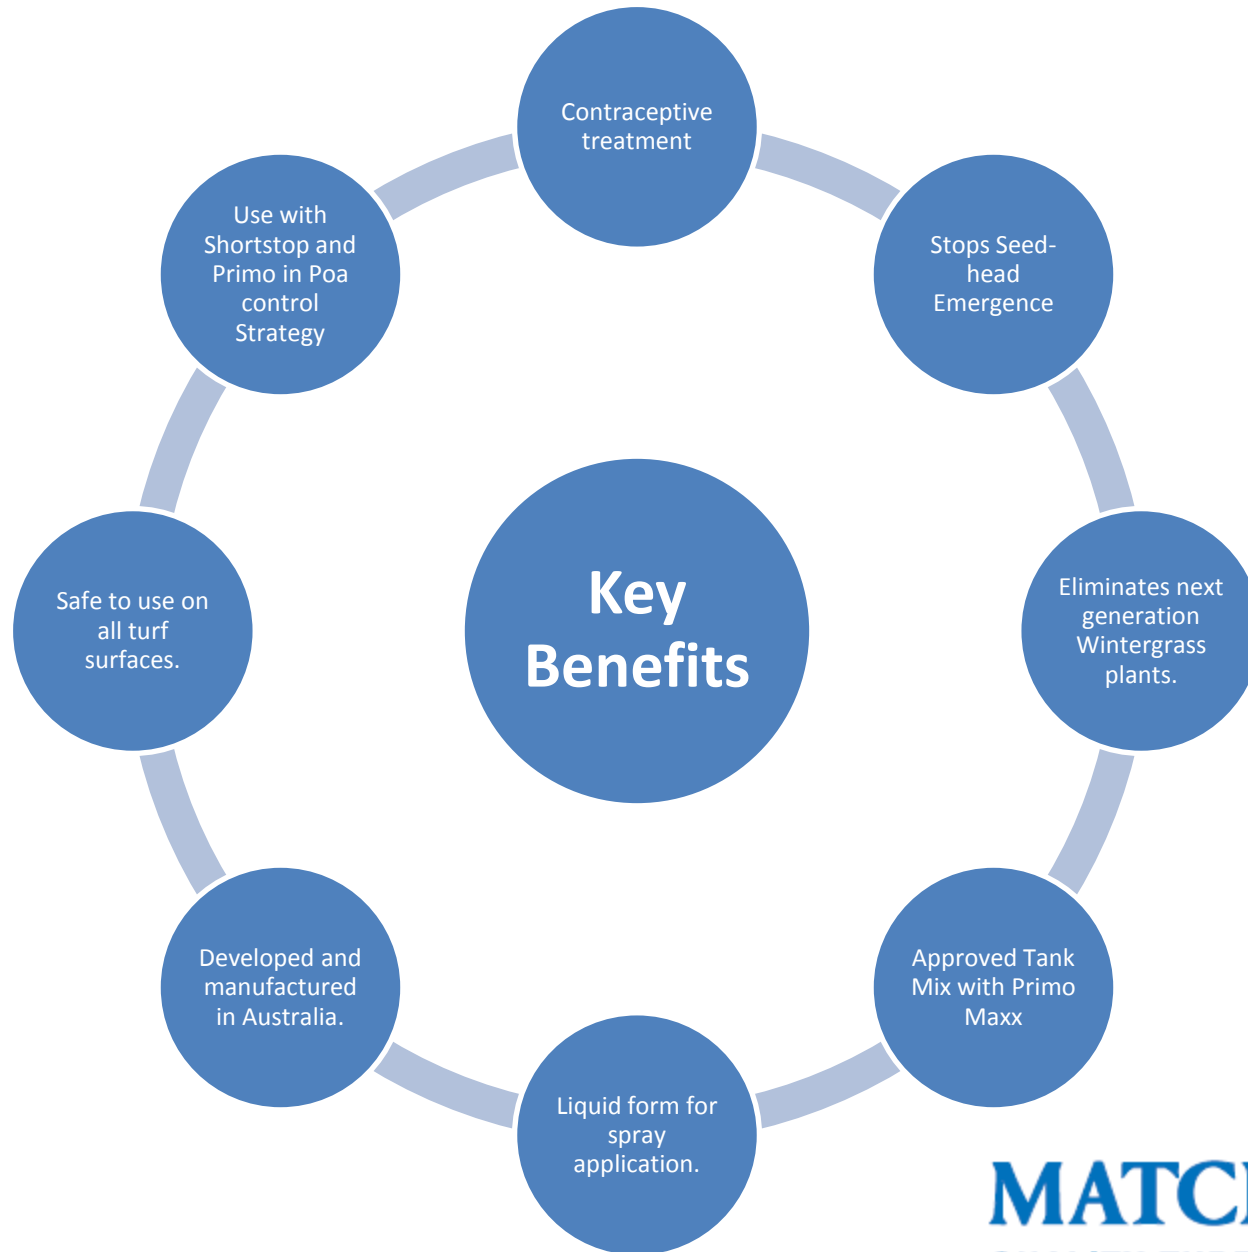 Contraceptive
treatment
Stops Seed-
head
Emergence
Eliminates next
generation
Wintergrass
plants.
Approved Tank
Mix with Primo
Maxx
Liquid form for
spray
application.
Developed and
manufactured
in Australia.
Safe to use on
all turf
surfaces.
Use with
Shortstop and
Primo in Poa
control
Strategy
Key
Benefits